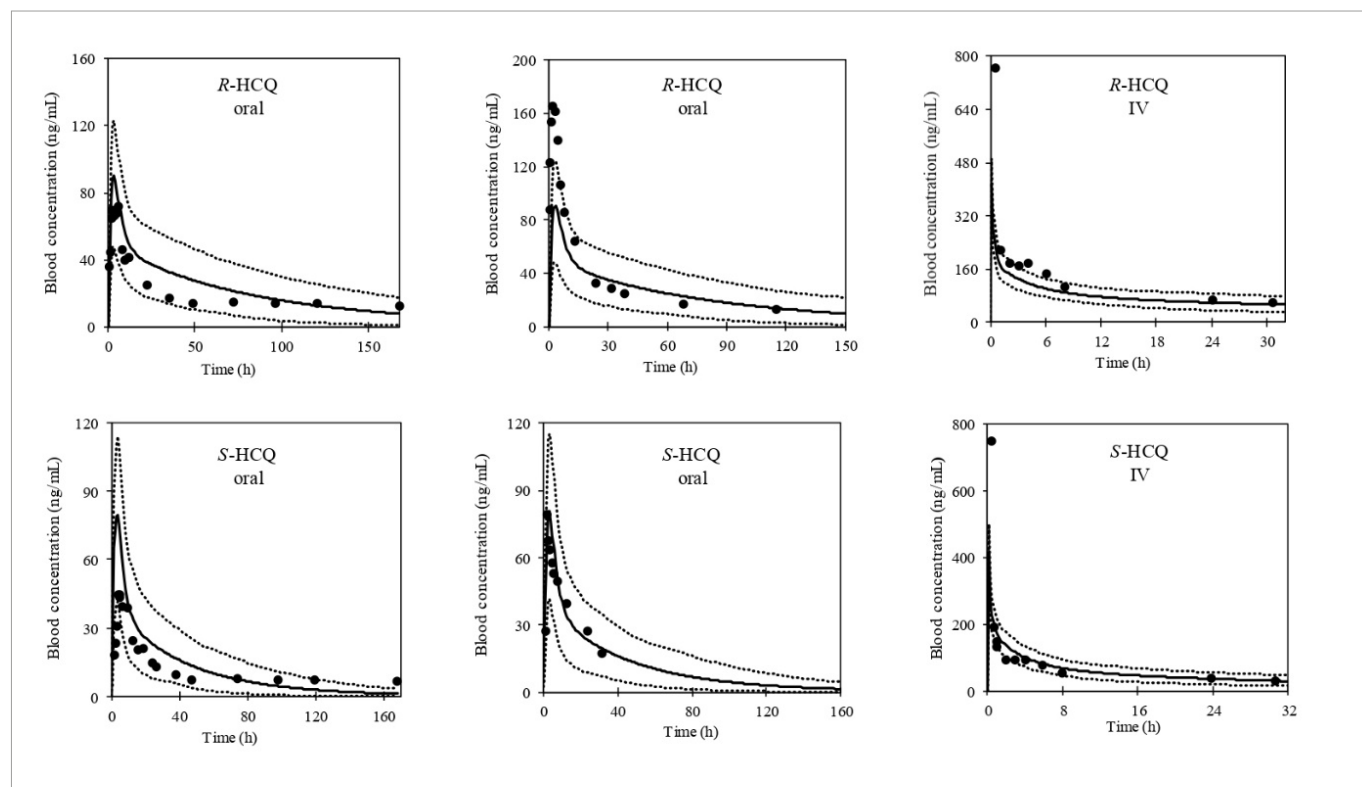 R-HCQ
oral
Blood concentration (ng/mL)
160
120
80
40
0
0
50
100
150
Time (h)
R-HCQ
oral
Blood concentration (ng/mL)
200
160
120
80
40
0
0
30
60
90
120
150
Time (h)
R-HCQ
IV
Blood concentration (ng/mL)
800
640
480
320
160
0
0
6
12
18
24
30
Time (h)
S-HCQ
oral
Blood concentration (ng/mL)
120
90
60
30
0
0
40
80
120
160
Time (h)
S-HCQ
oral
Blood concentration (ng/mL)
120
90
60
30
0
0
40
80
120
160
Time (h)
S-HCQ
IV
Blood concentration (ng/mL)
800
600
400
200
0
0
8
16
24
32
Time (h)